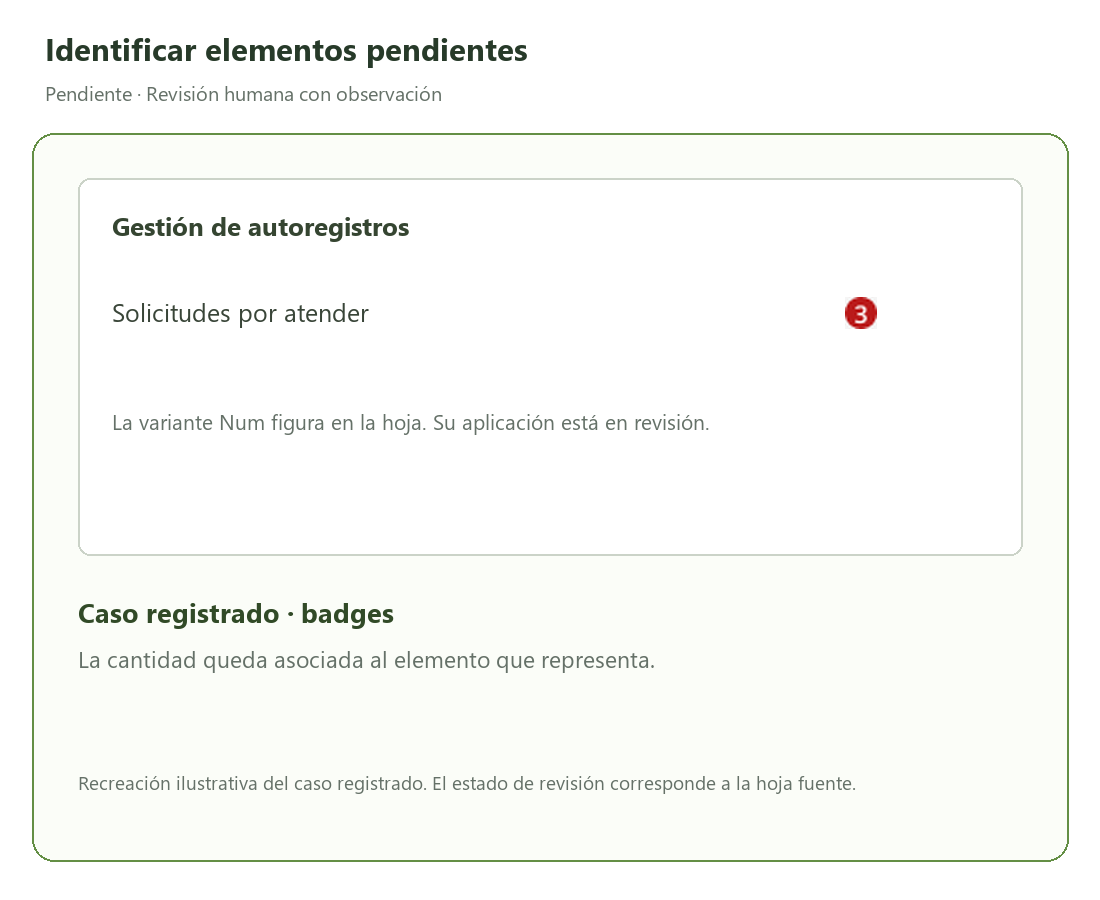 Identificar elementos pendientes
Pendiente · Revisión humana con observación
Gestión de autoregistros
Solicitudes por atender 3
La variante Num figura en la hoja. Su aplicación está en revisión.
Caso registrado · badges
La cantidad queda asociada al elemento que representa.
Recreación ilustrativa del caso registrado. El estado de revisión corresponde a la hoja fuente.